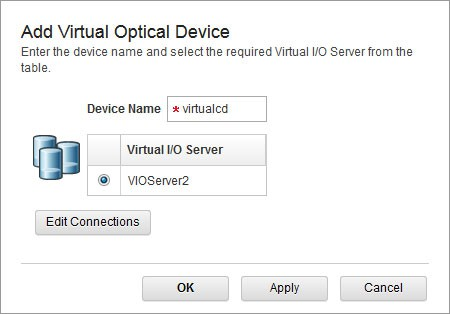 Add Virtual Optical Device
Enter the device name and select the required Virtual I/O Server from the
table.
Device Name * virtualcd
Virtual I/O Server
VIOServer2
Edit Connections
OK Apply Cancel